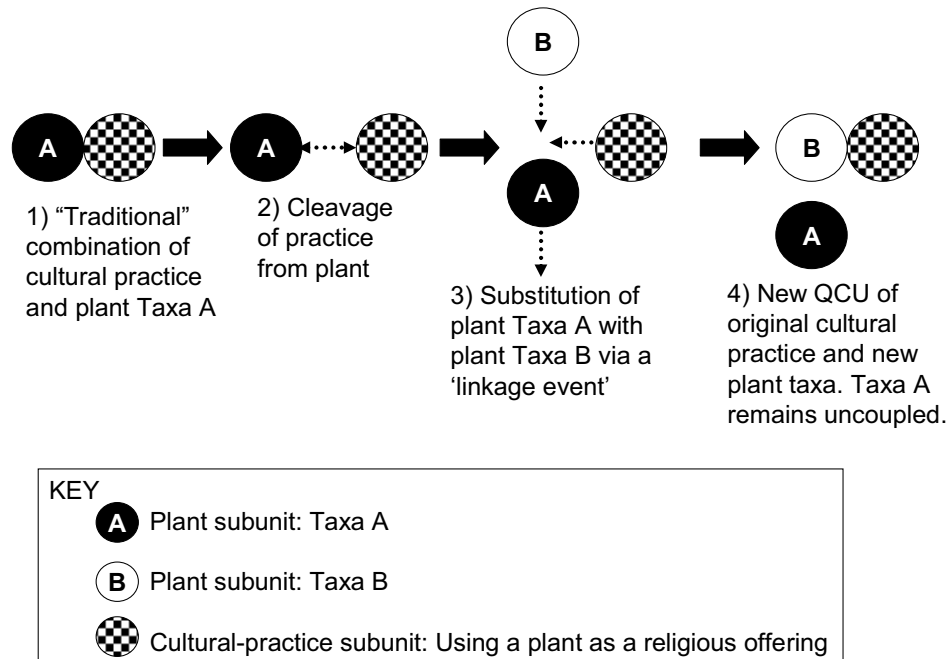 B
A
A
A
B
A
1) “Traditional”
combination of
cultural practice
and plant Taxa A
2) Cleavage
of practice
from plant
3) Substitution of
plant Taxa A with
plant Taxa B via a
‘linkage event’
4) New QCU of
original cultural
practice and new
plant taxa. Taxa A
remains uncoupled.
KEY
A Plant subunit: Taxa A
B Plant subunit: Taxa B
Cultural-practice subunit: Using a plant as a religious offering